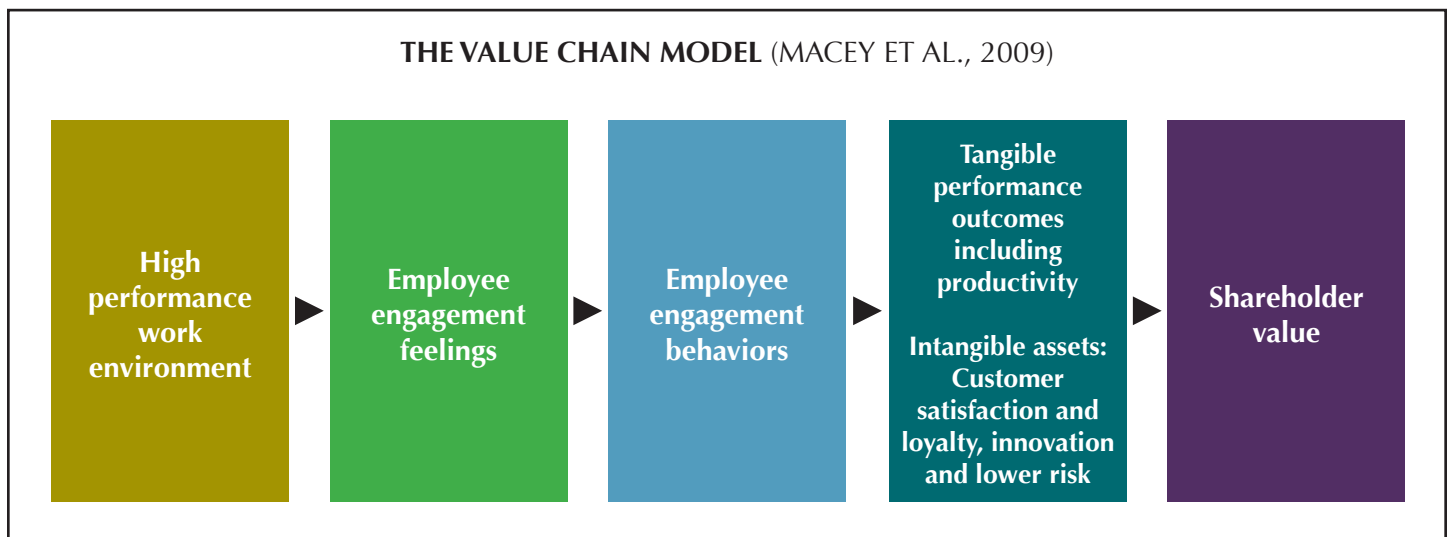 THE VALUE CHAIN MODEL (MACEY ET AL., 2009)
High
performance
work
environment
Employee
engagement
feelings
Employee
engagement
behaviors
Tangible
performance
outcomes
including
productivity
Intangible assets:
Customer
satisfaction and
loyalty, innovation
and lower risk
Shareholder
value